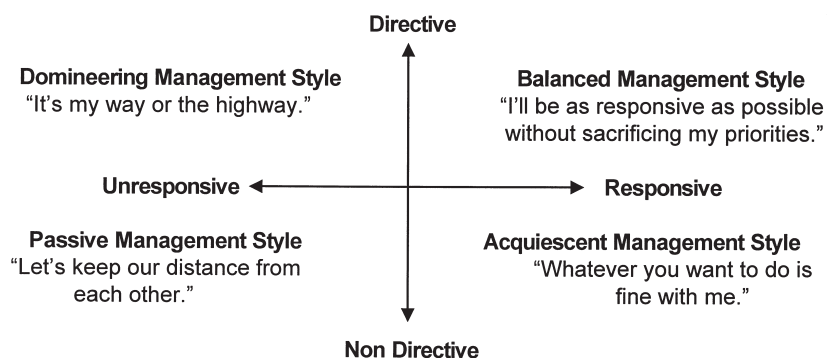 Directive
Domineering Management Style
“It’s my way or the highway.”
Balanced Management Style
“I’ll be as responsive as possible
without sacrificing my priorities.”
Unresponsive
Responsive
Passive Management Style
“Let’s keep our distance from
each other.”
Acquiescent Management Style
“Whatever you want to do is
fine with me.”
Non Directive